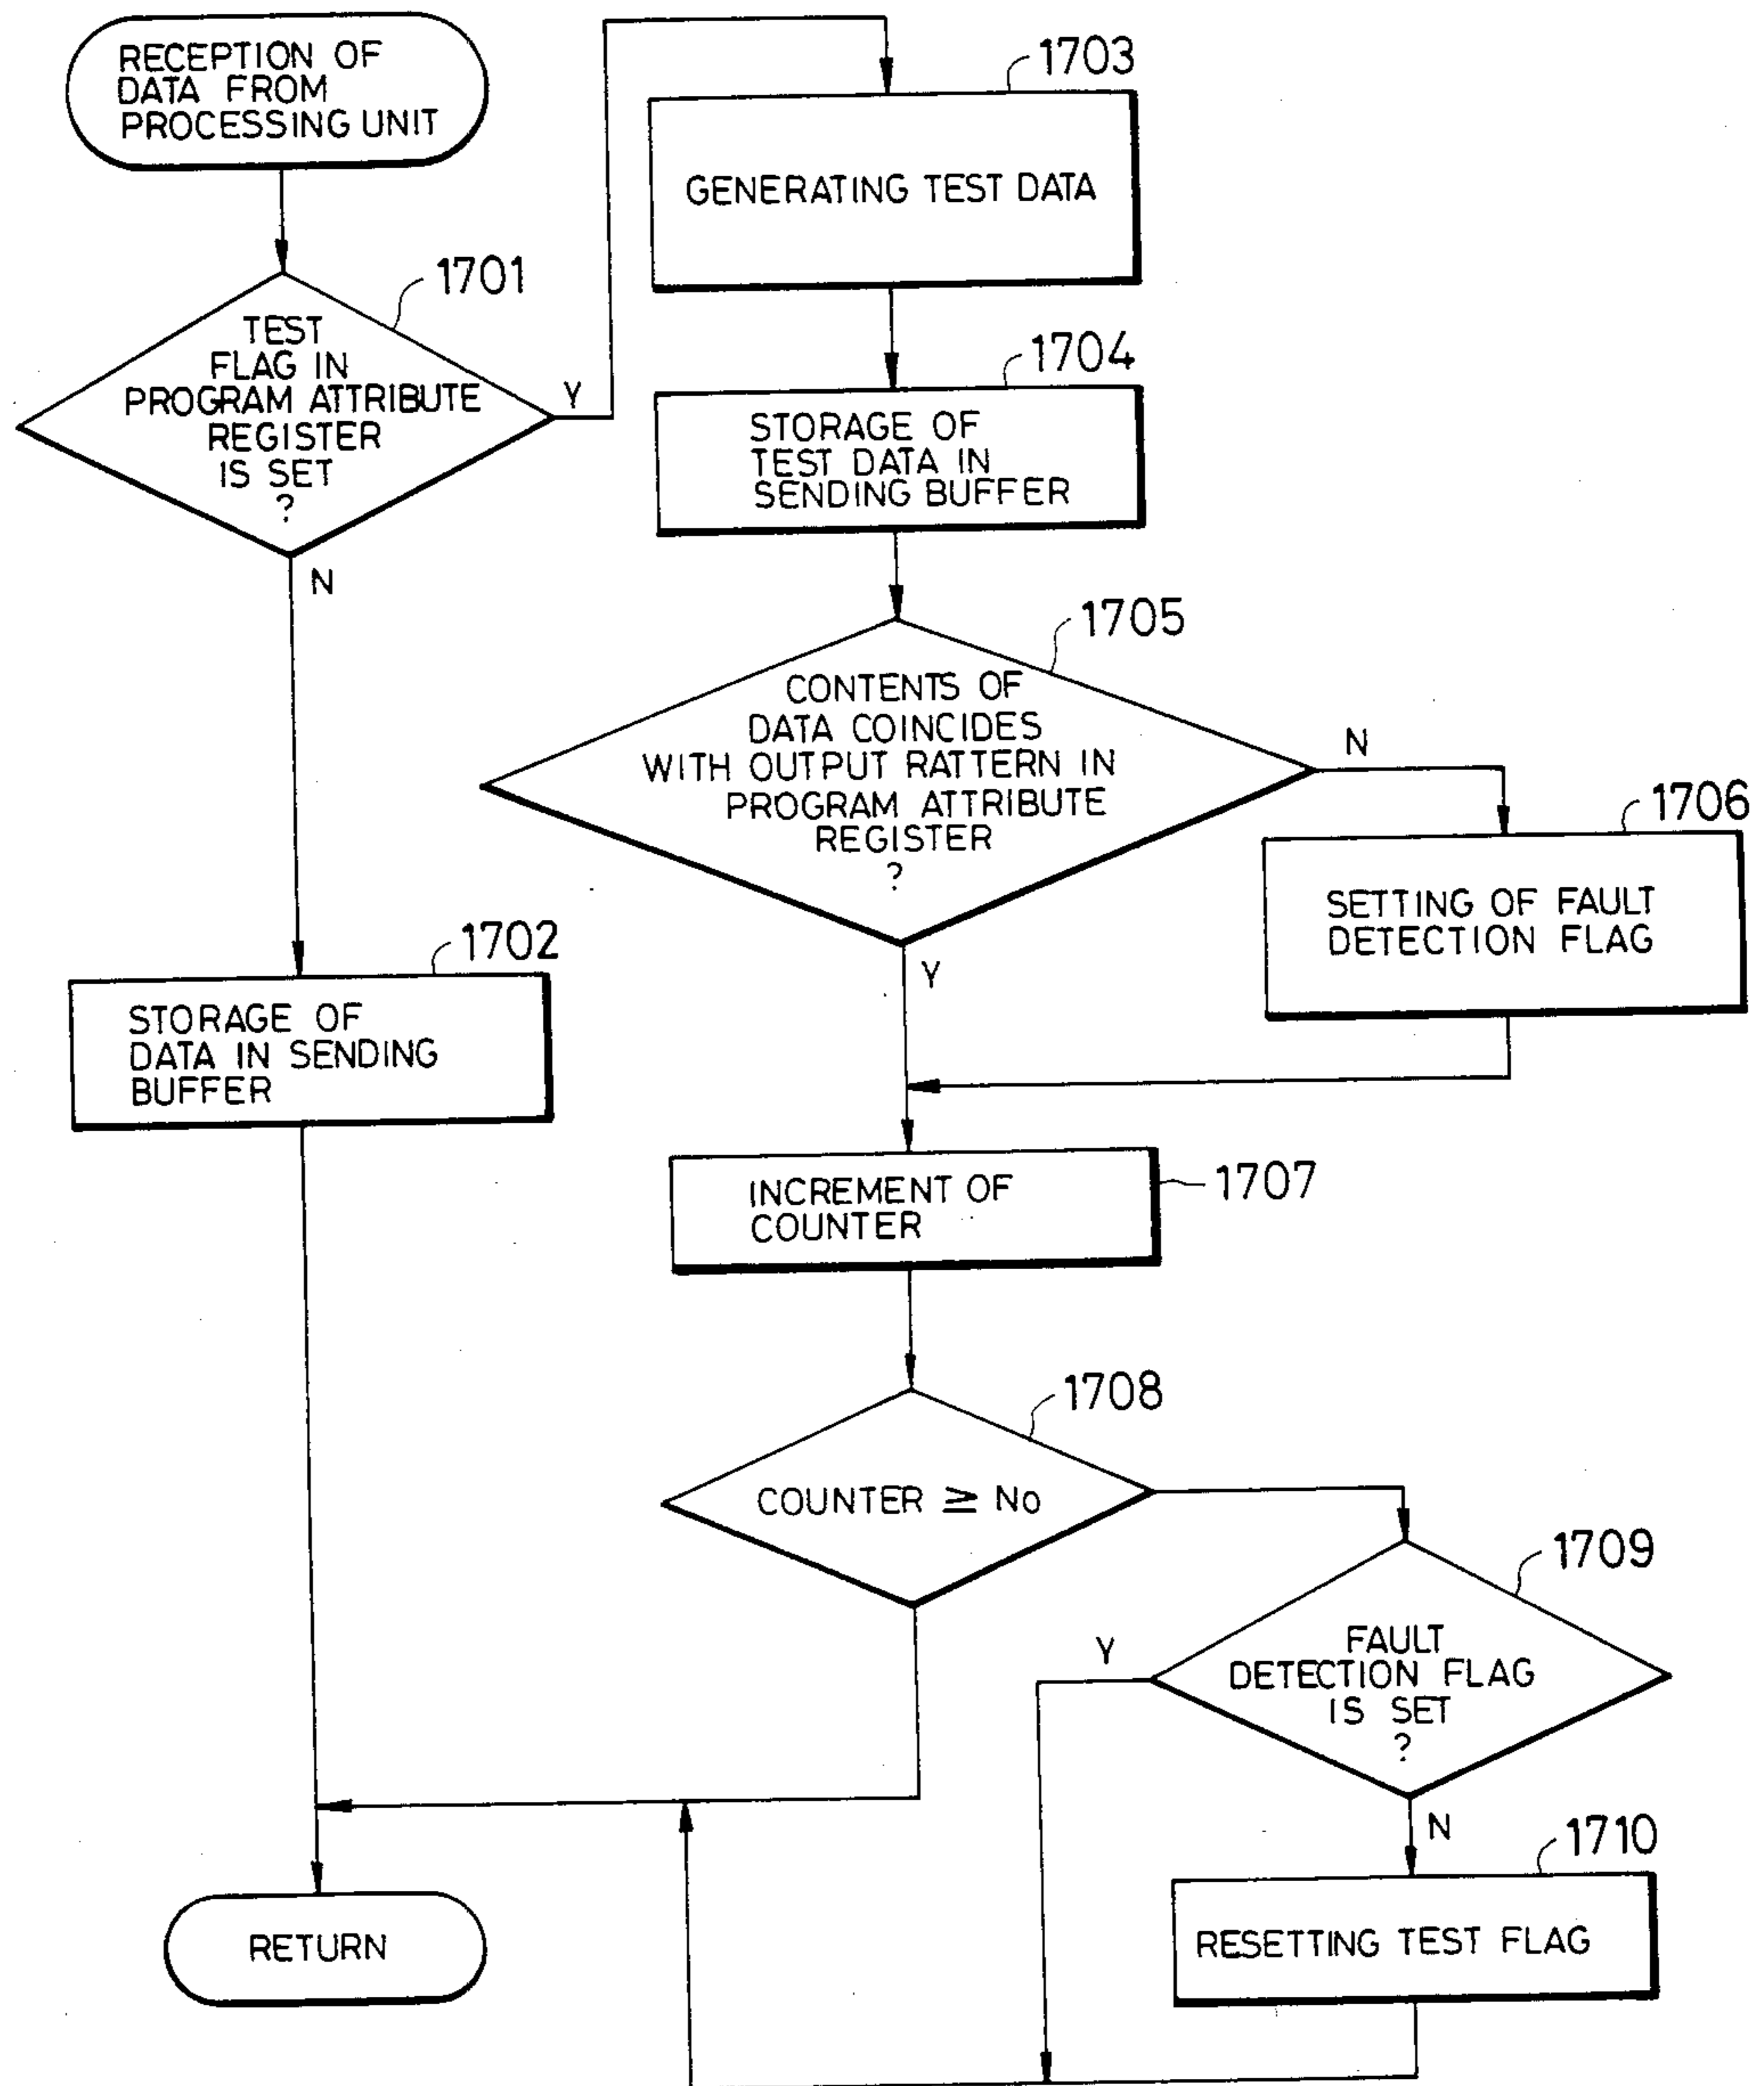 RECEPTION OF
DATA FROM
PROCESSING UNIT
1701
TEST
FLAG IN
PROGRAM ATTRIBUTE
REGISTER
IS SET
?
Y
N
1702
STORAGE OF
DATA IN SENDING
BUFFER
1703
GENERATING TEST DATA
1704
STORAGE OF
TEST DATA IN
SENDING BUFFER
1705
CONTENTS OF
DATA COINCIDES
WITH OUTPUT RATTERN IN
PROGRAM ATTRIBUTE
REGISTER
?
N
Y
1706
SETTING OF FAULT
DETECTION FLAG
1707
INCREMENT OF
COUNTER
1708
COUNTER ≧ No
1709
FAULT
DETECTION FLAG
IS SET
?
Y
N
1710
RESETTING TEST FLAG
RETURN